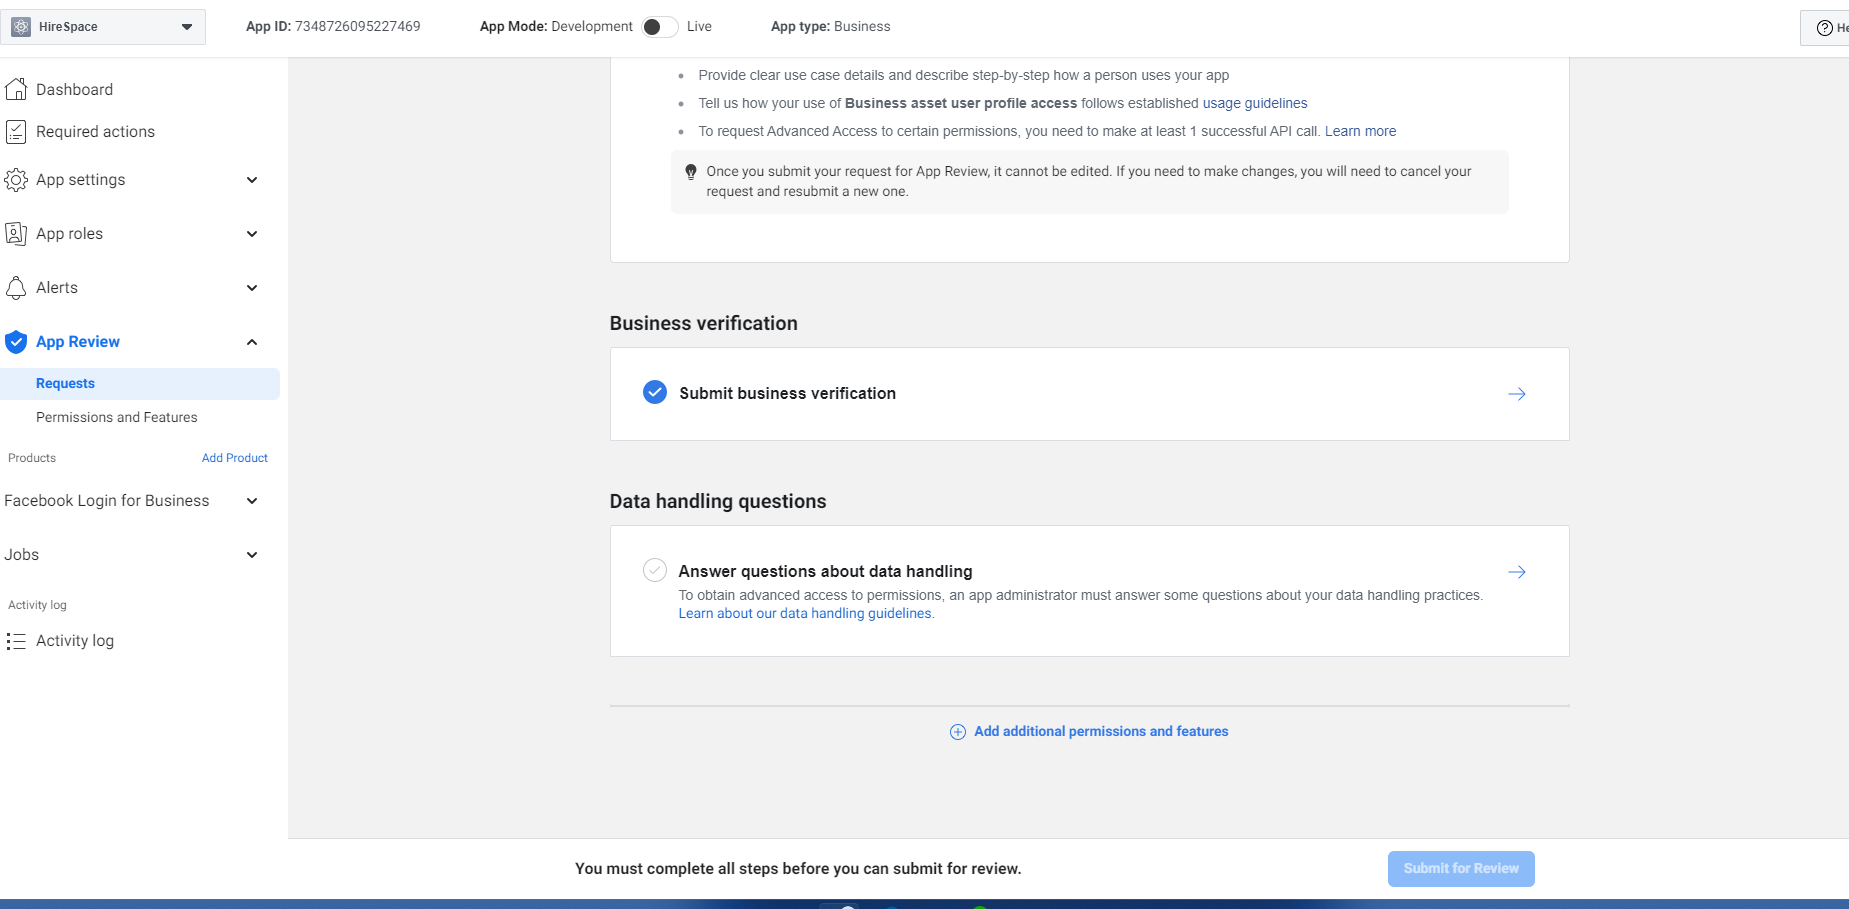 HireSpace
App ID: 7348726095227469
App Mode: Development
Live
App type: Business
Dashboard
Required actions
App settings
App roles
Alerts
App Review
Requests
Permissions and Features
Products
Add Product
Facebook Login for Business
Jobs
Activity log
Activity log
• Provide clear use case details and describe step-by-step how a person uses your app
• Tell us how your use of Business asset user profile access follows established usage guidelines
• To request Advanced Access to certain permissions, you need to make at least 1 successful API call. Learn more
Once you submit your request for App Review, it cannot be edited. If you need to make changes, you will need to cancel your
request and resubmit a new one.
Business verification
Submit business verification
Data handling questions
Answer questions about data handling
To obtain advanced access to permissions, an app administrator must answer some questions about your data handling practices.
Learn about our data handling guidelines.
Add additional permissions and features
You must complete all steps before you can submit for review.
Submit for Review